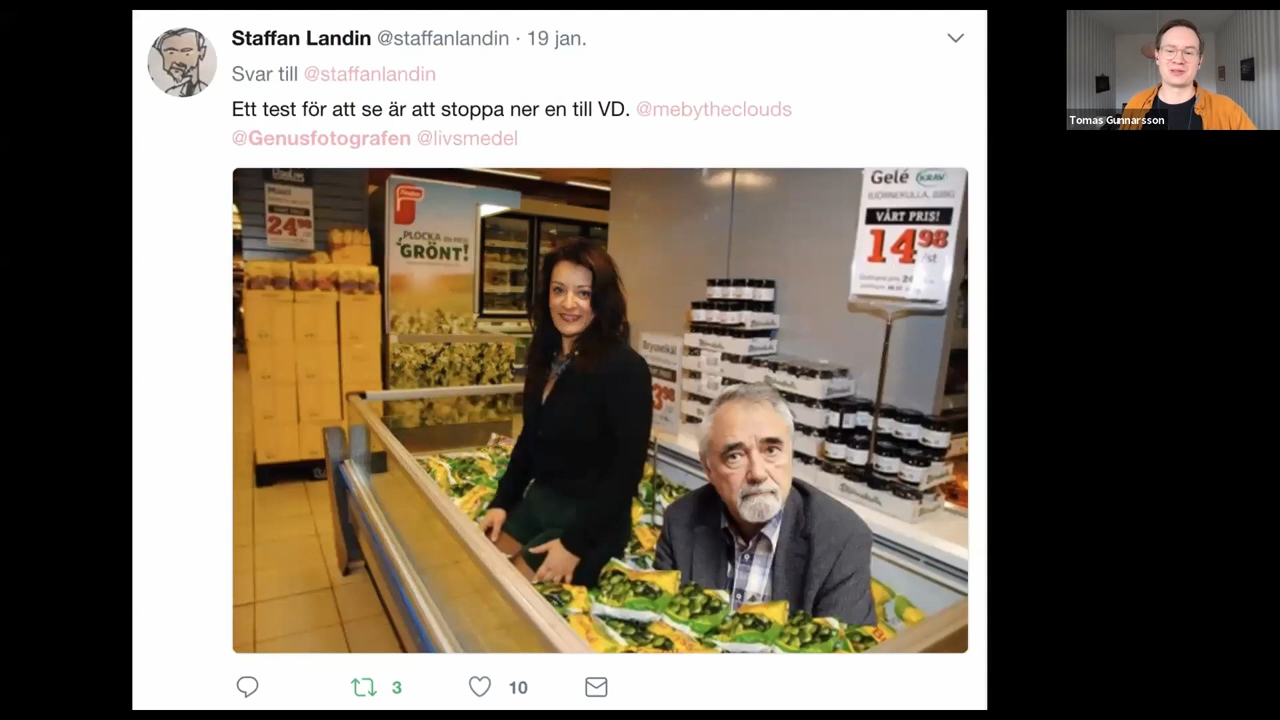 Staffan Landin @staffanlandin · 19 jan.
Svar till @staffanlandin
Ett test för att se är att stoppa ner en till VD. @mebytheclouds
@Genusfotografen @livsmedel
24
Findus
PLOCKA
GRÖNT!
Gelé KRAV
VÅRT PRIS!
14 98
/st
3
10
Tomas Gunnarsson